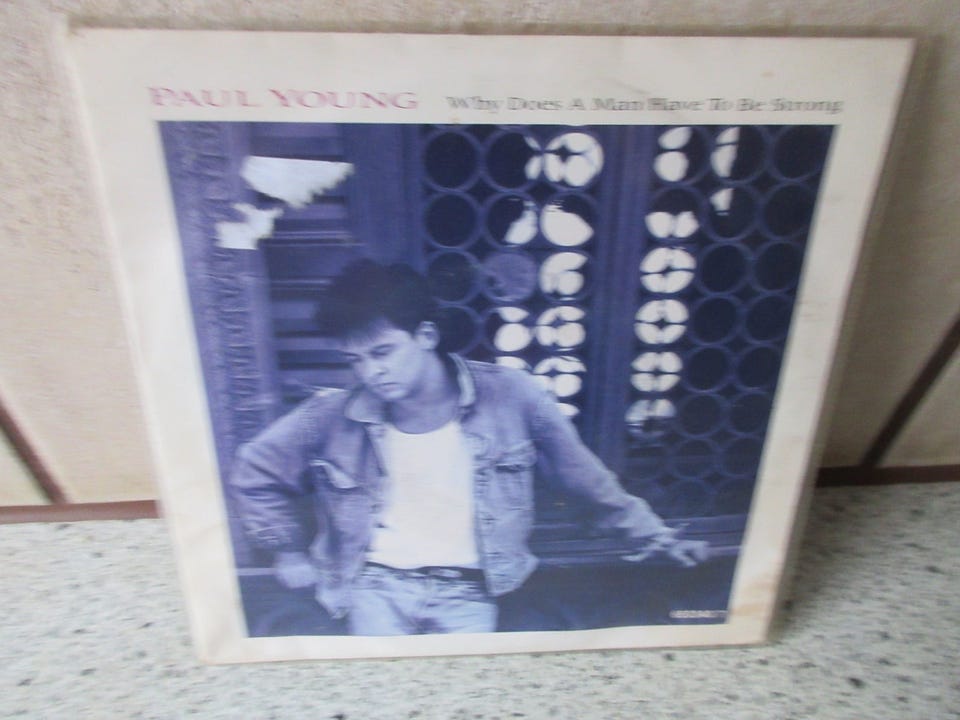 PAUL YOUNG Why Does A Man Have To Be Strong